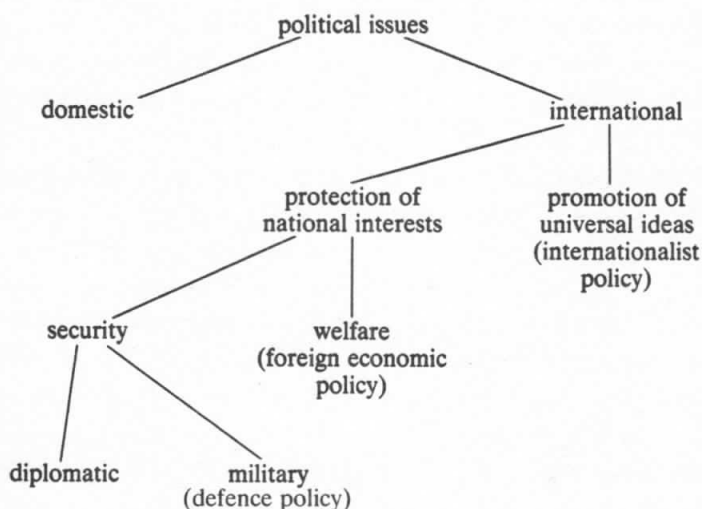 political issues
domestic
international
protection of
national interests
promotion of
universal ideas
(internationalist
policy)
security
welfare
(foreign economic
policy)
diplomatic
military
(defence policy)